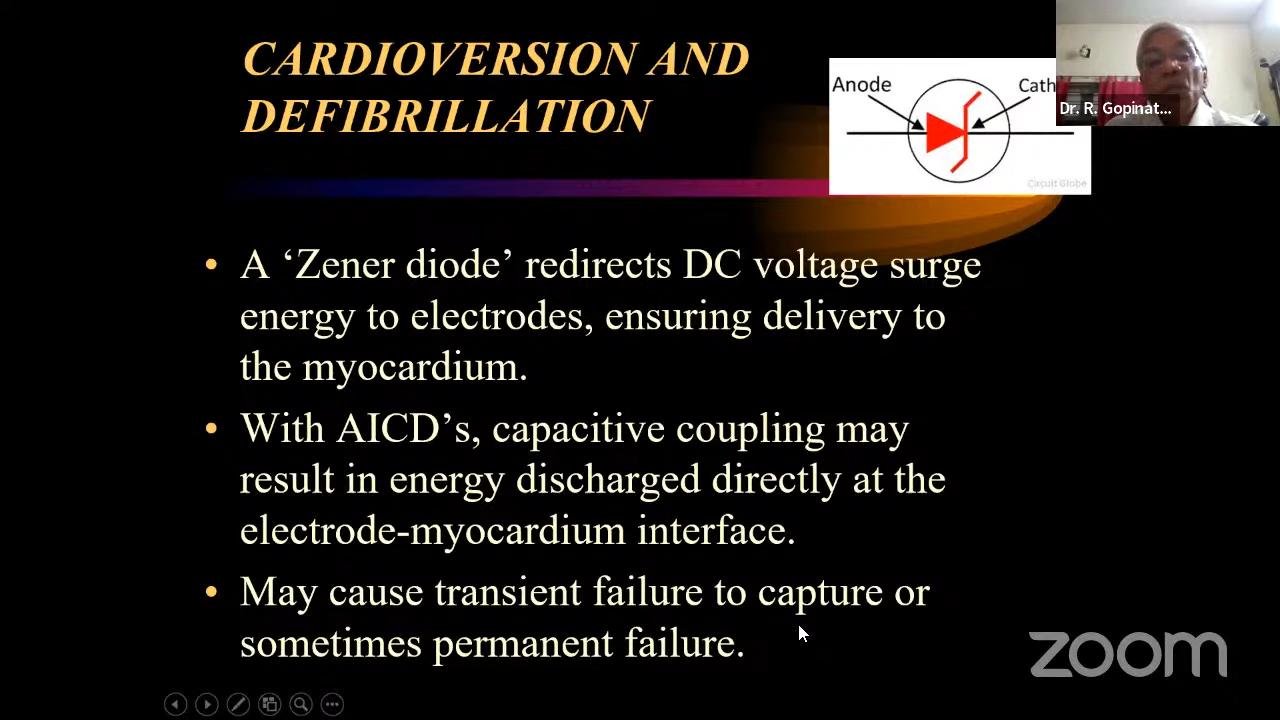 CARDIOVERSION AND
DEFIBRILLATION
Anode
Cath
Dr. R. Gopinat...
Circuit Globe
• A ‘Zener diode’ redirects DC voltage surge
energy to electrodes, ensuring delivery to
the myocardium.
• With AICD’s, capacitive coupling may
result in energy discharged directly at the
electrode-myocardium interface.
• May cause transient failure to capture or
sometimes permanent failure.
zoom